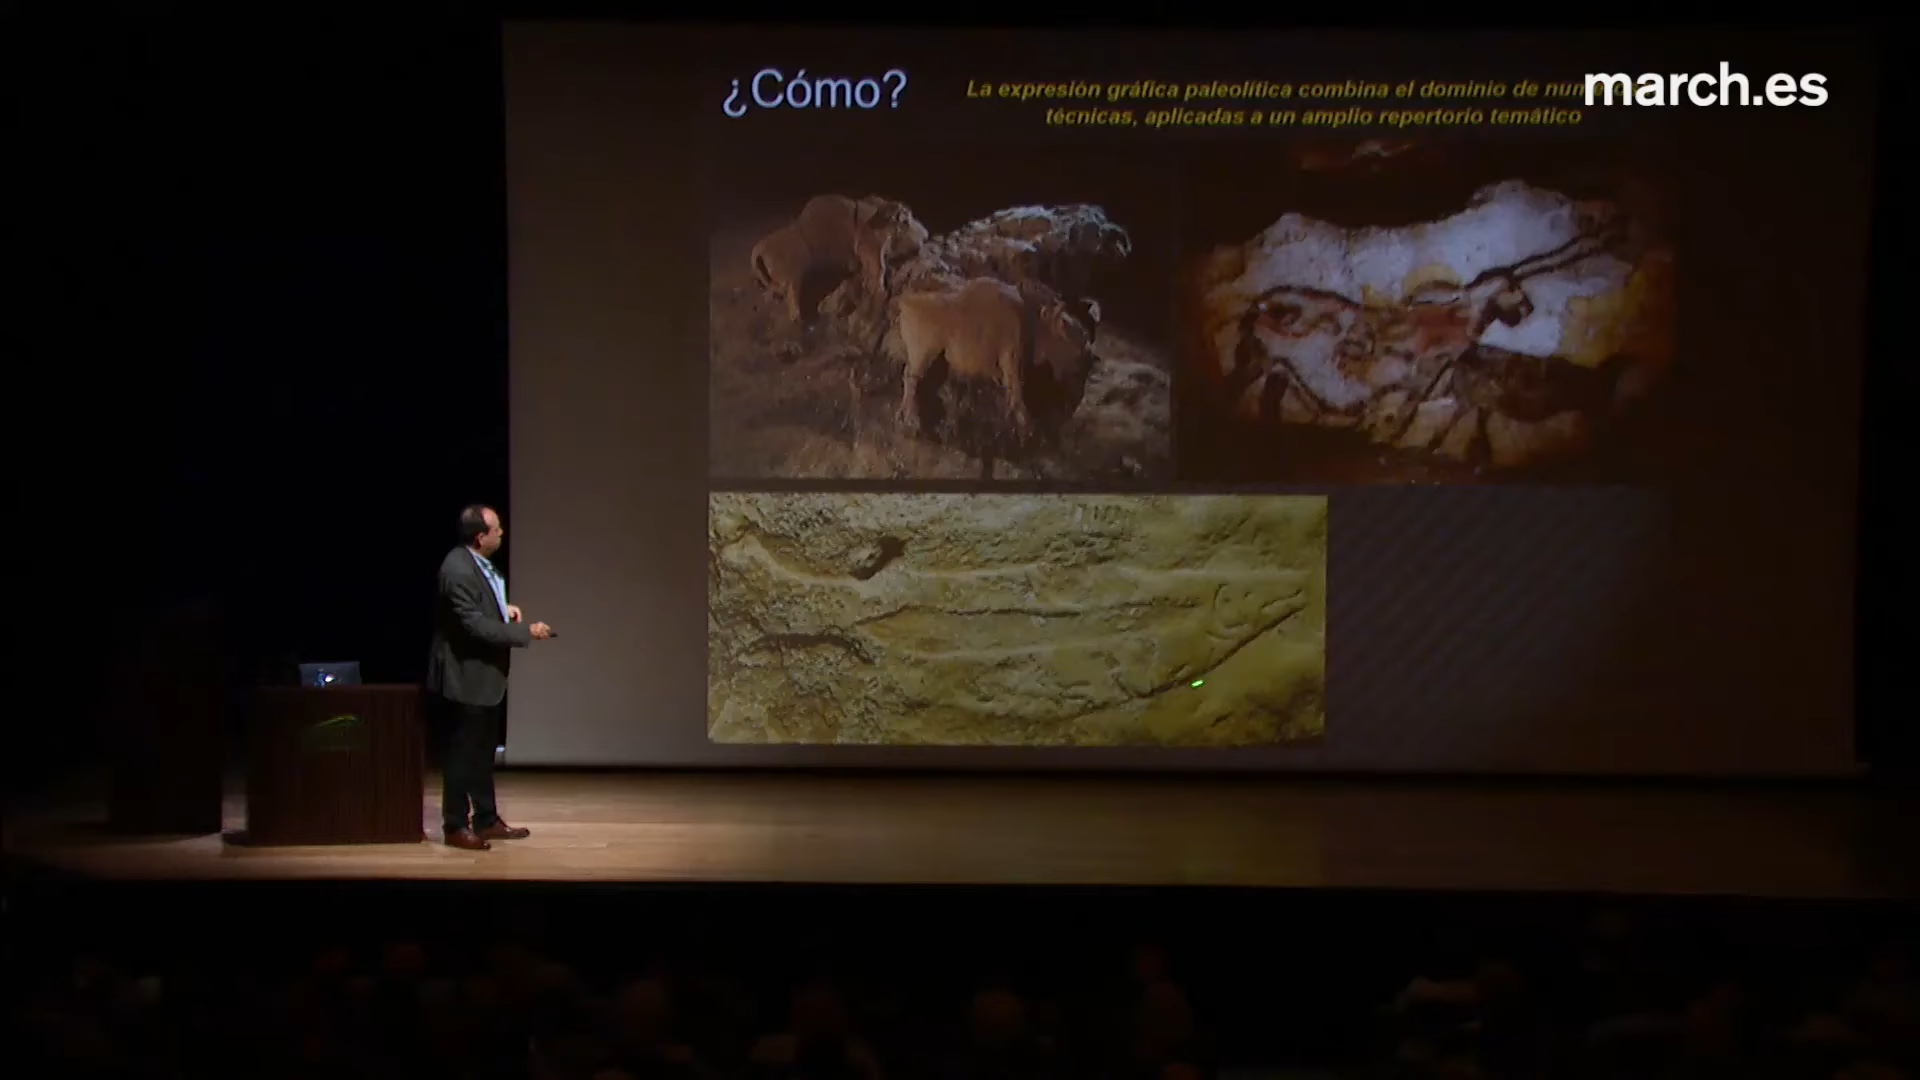 march.es
¿Cómo?
La expresión gráfica paleolítica combina el dominio de
técnicas, aplicadas a un amplio repertorio temático